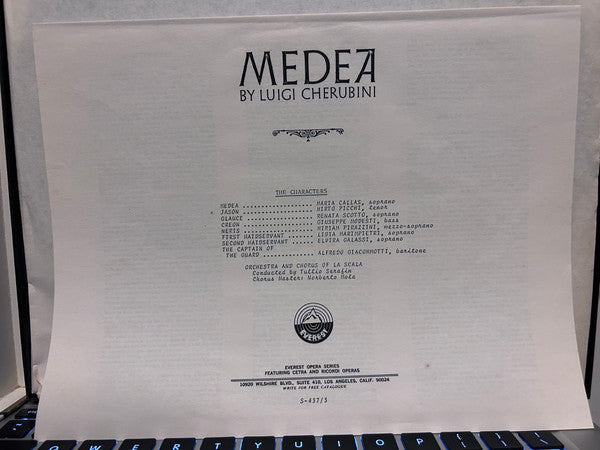 MEDEA
BY LUIGI CHERUBINI
THE CHARACTERS
MEDEA .................... MARIA CALLAS, soprano
JASON .................... MIRTO PICCHI, tenor
GLAUCE ................... RENATA SCOTTO, soprano
CREON .................... GIUSEPPE MODESTI, bass
NERIS .................... MIRIAM PIRAZZINI, mezzo-soprano
FIRST HAIDSERVANT ........ LIDIA MARIMPIETRI, soprano
SECOND HAIDSERVANT ...... ELVIRA GALASSI, soprano
THE CAPTAIN OF
THE GUARD .............. ALFREDO GIACOMMOTTI, baritone
ORCHESTRA AND CHORUS OF LA SCALA
Conducted by Tullio Serafin
Chorus Master: Norberto Mola
EVEREST
EVEREST OPERA SERIES
FEATURING CETRA AND RICORDI OPERAS
10920 WILSHIRE BLVD., SUITE 410, LOS ANGELES, CALIF. 90024
WRITE FOR FREE CATALOGUE
S-437/3
Q W E R T Y U I O P { [ } ]